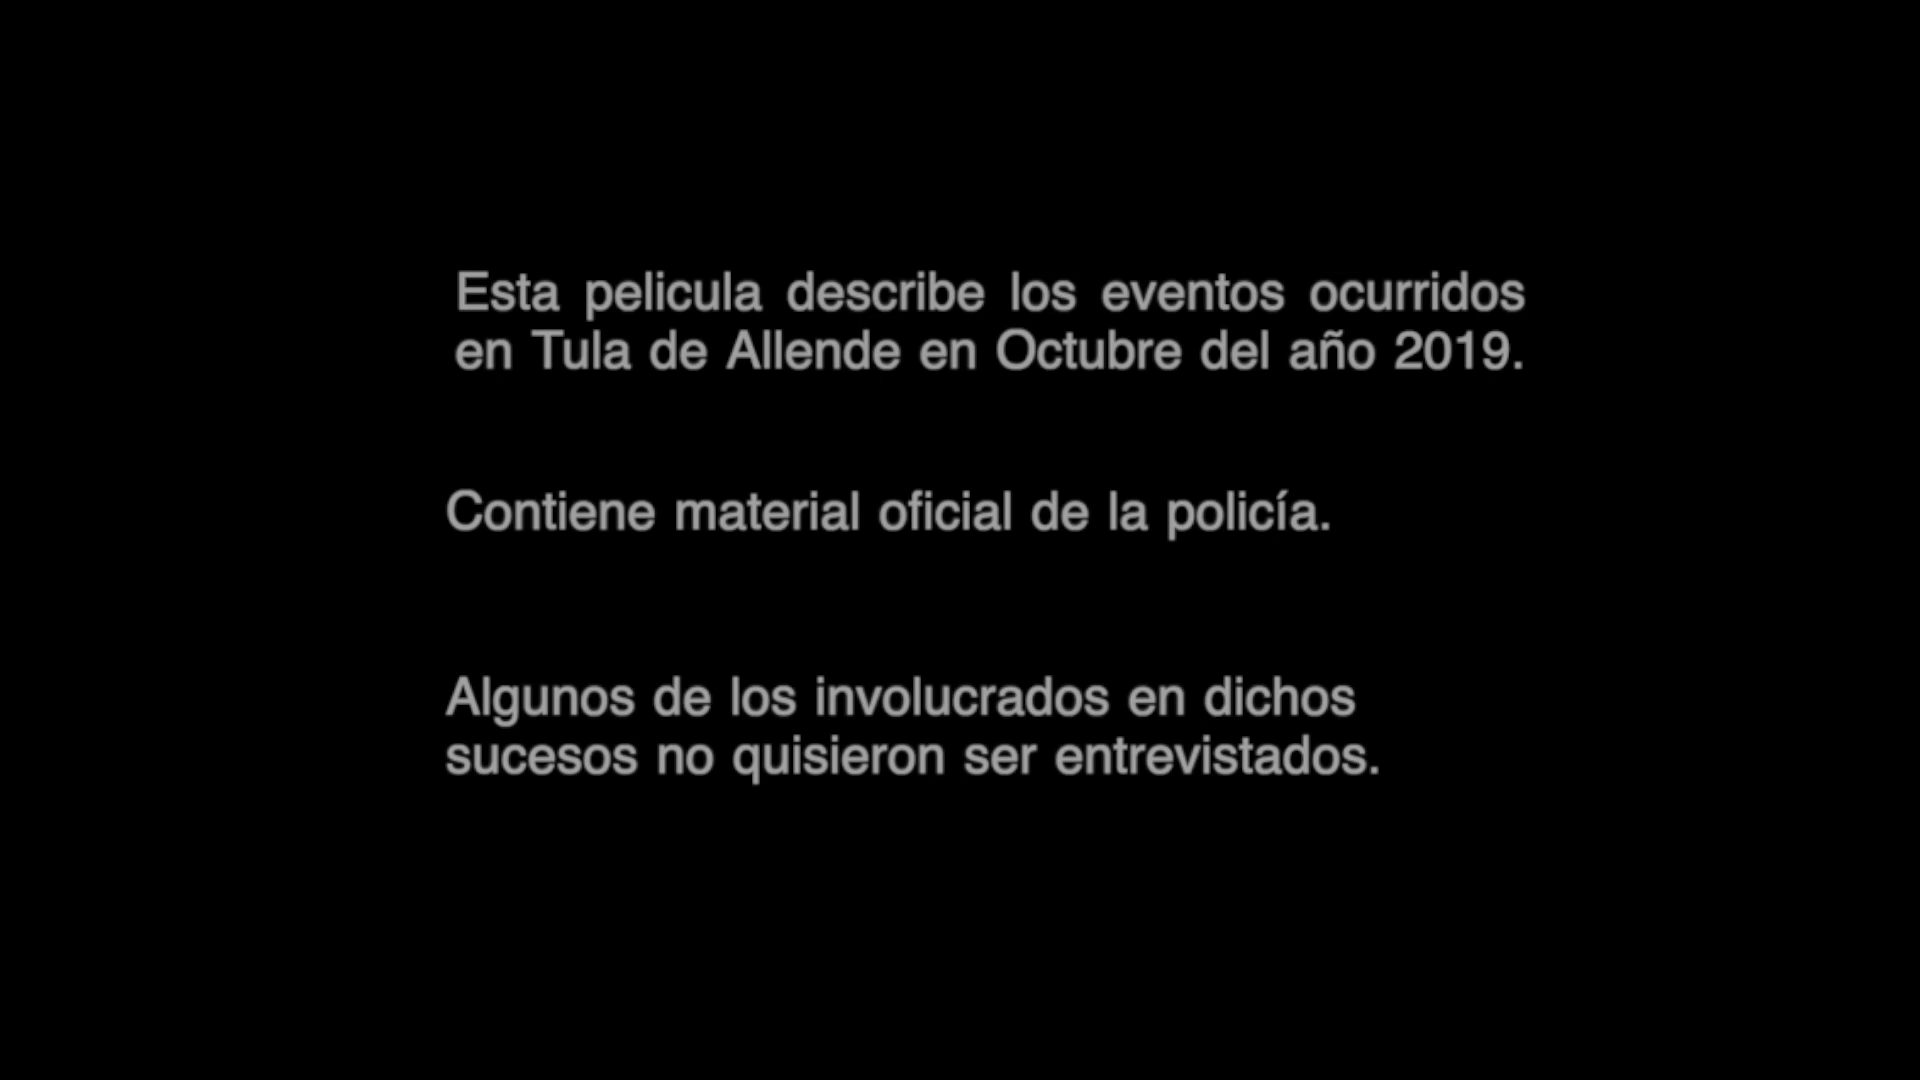 Esta pelicula describe los eventos ocurridos
en Tula de Allende en Octubre del año 2019.
Contiene material oficial de la policía.
Algunos de los involucrados en dichos
sucesos no quisieron ser entrevistados.